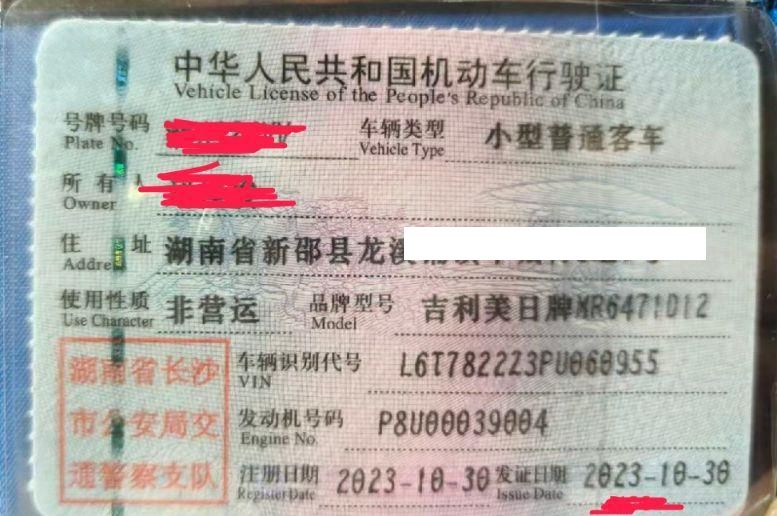 中华人民共和国机动车行驶证
Vehicle License of the People's Republic of China
号牌号码 车辆类型 小型普通客车
Plate No. Vehicle Type
所有人
Owner
住址 湖南省新邵县龙溪
Address
使用性质 非营运 品牌型号 吉利美日牌MR6471D12
Use Character Model
湖南省长沙 车辆识别代号 L6T7822Z3PU060955
VIN
市公安局交 发动机号码 P8U00039004
Engine No.
通警察支队 注册日期 2023-10-30 发证日期 2023-10-30
Register Date Issue Date